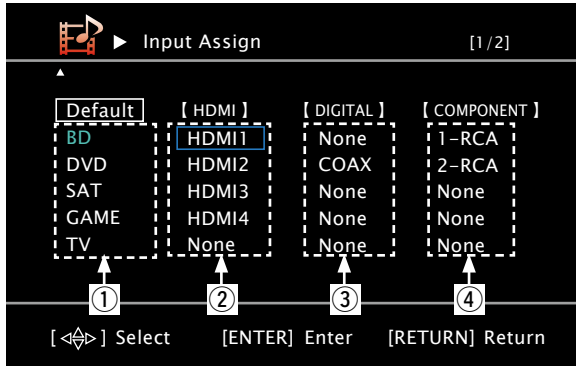 Input Assign [1/2]
Default 【HDMI】 【DIGITAL】 【COMPONENT】
BD HDMI1 None 1-RCA
DVD HDMI2 COAX 2-RCA
SAT HDMI3 None None
GAME HDMI4 None None
TV None None None
① ② ③ ④
[◁△▽▷] Select [ENTER] Enter [RETURN] Return